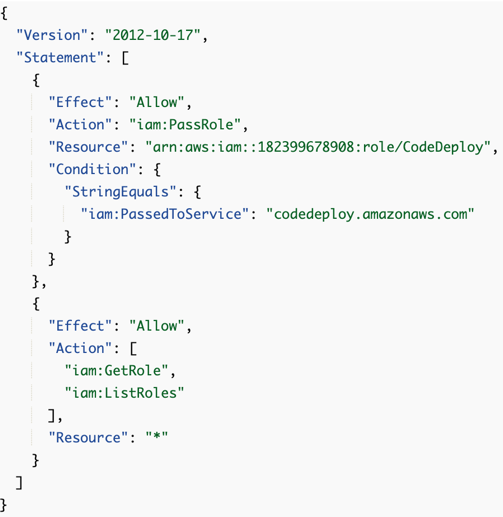 {
  "Version": "2012-10-17",
  "Statement": [
    {
      "Effect": "Allow",
      "Action": "iam:PassRole",
      "Resource": "arn:aws:iam::182399678908:role/CodeDeploy",
      "Condition": {
        "StringEquals": {
          "iam:PassedToService": "codedeploy.amazonaws.com"
        }
      }
    },
    {
      "Effect": "Allow",
      "Action": [
        "iam:GetRole",
        "iam:ListRoles"
      ],
      "Resource": "*"
    }
  ]
}